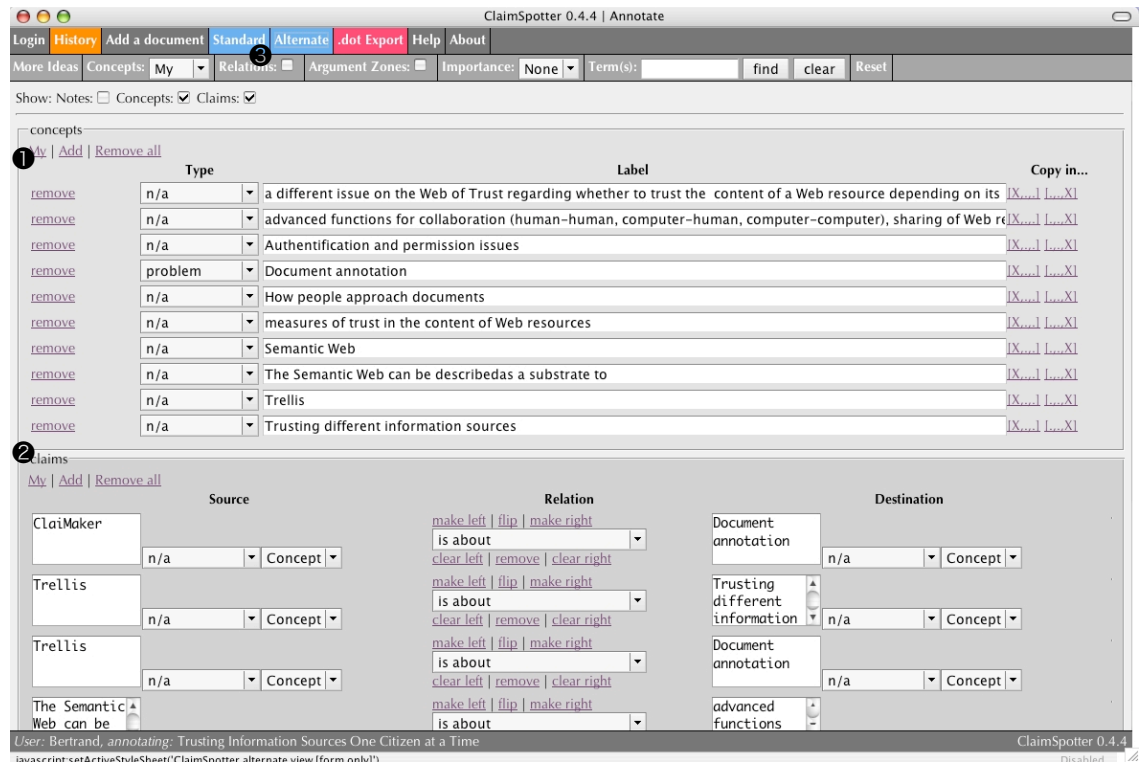 ClaimSpotter 0.4.4 | Annotate
Login History Add a document Standard Alternate .dot Export Help About
❸
More Ideas Concepts: My Relations: Argument Zones: Importance: None Term(s): find clear Reset
Show: Notes: Concepts: Claims:
concepts
❶
My | Add | Remove all
Type Label Copy in...
remove n/a a different issue on the Web of Trust regarding whether to trust the content of a Web resource depending on its [X,...,] [,...,X]
remove n/a advanced functions for collaboration (human-human, computer-human, computer-computer), sharing of Web re [X,...,] [,...,X]
remove n/a Authentification and permission issues [X,...,] [,...,X]
remove problem Document annotation [X,...,] [,...,X]
remove n/a How people approach documents [X,...,] [,...,X]
remove n/a measures of trust in the content of Web resources [X,...,] [,...,X]
remove n/a Semantic Web [X,...,] [,...,X]
remove n/a The Semantic Web can be describedas a substrate to [X,...,] [,...,X]
remove n/a Trellis [X,...,] [,...,X]
remove n/a Trusting different information sources [X,...,] [,...,X]
❷
claims
My | Add | Remove all
Source Relation Destination
ClaiMaker make left | flip | make right Document
is about annotation
n/a Concept clear left | remove | clear right n/a Concept
Trellis make left | flip | make right Trusting
is about different
n/a Concept clear left | remove | clear right information n/a Concept
Trellis make left | flip | make right Document
is about annotation
n/a Concept clear left | remove | clear right n/a Concept
The Semantic make left | flip | make right advanced
Web can be is about functions
User: Bertrand, annotating: Trusting Information Sources One Citizen at a Time ClaimSpotter 0.4.4
javascript:setActiveStyleSheet('ClaimSpotter alternate view [form only]') Disabled